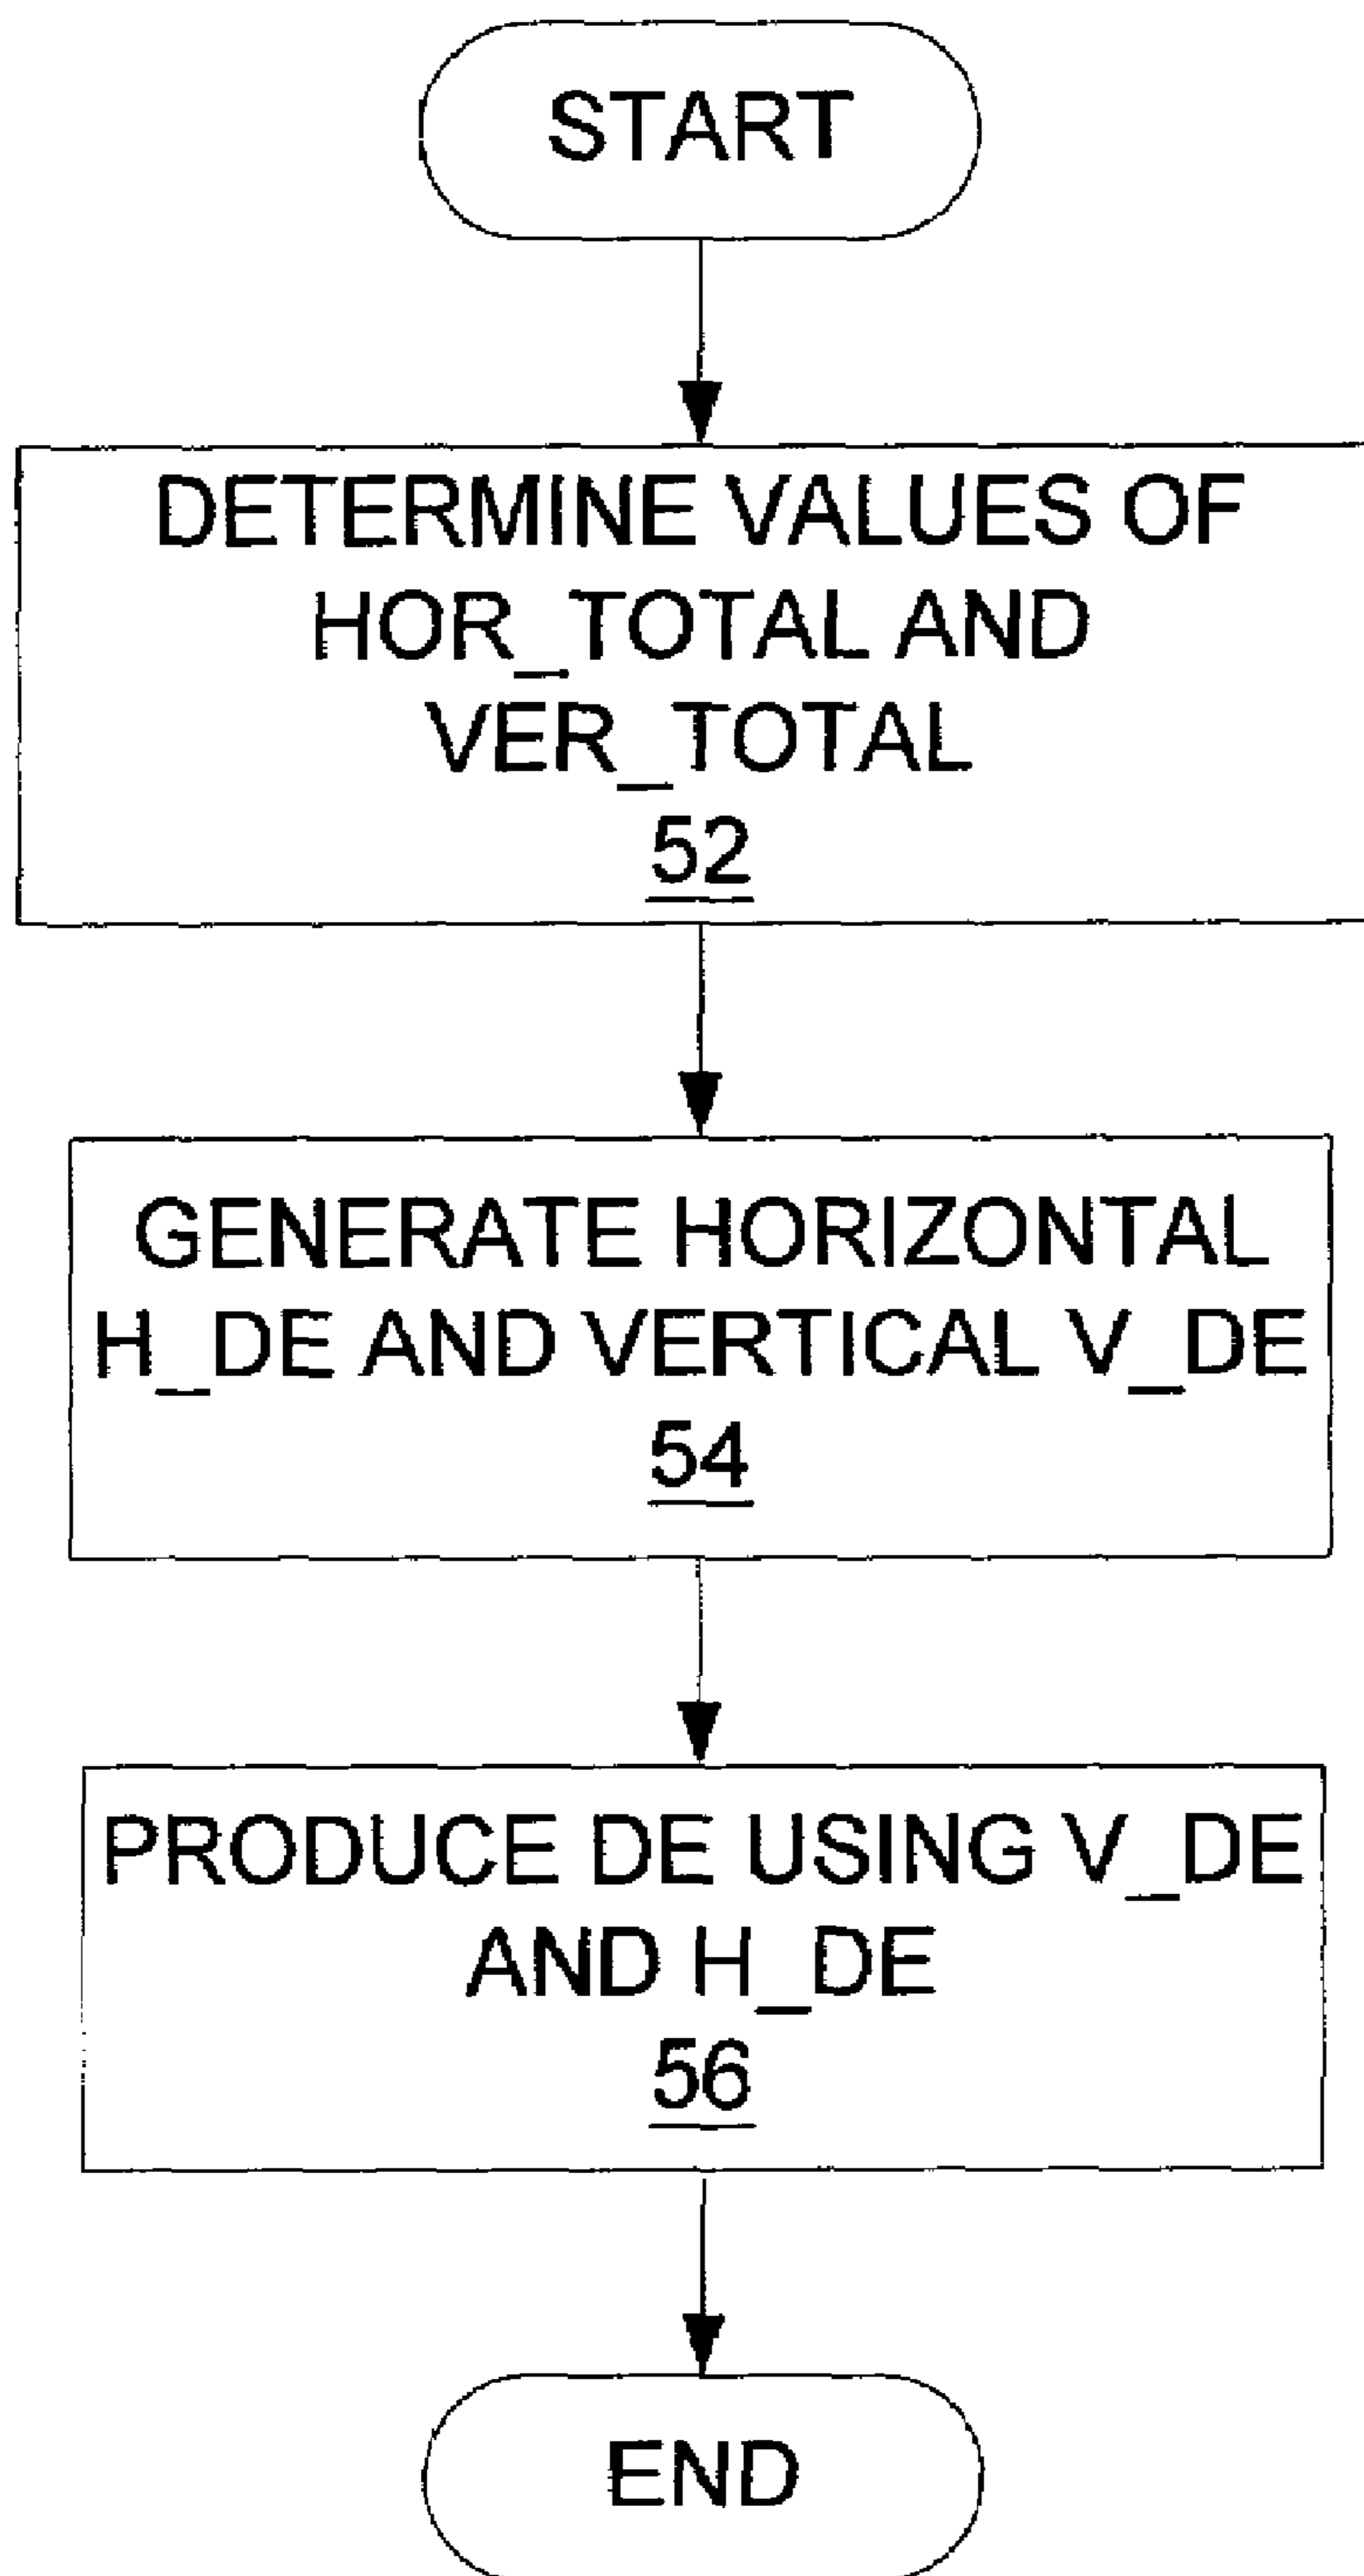 START
DETERMINE VALUES OF
HOR_TOTAL AND
VER_TOTAL
52
GENERATE HORIZONTAL
H_DE AND VERTICAL V_DE
54
PRODUCE DE USING V_DE
AND H_DE
56
END